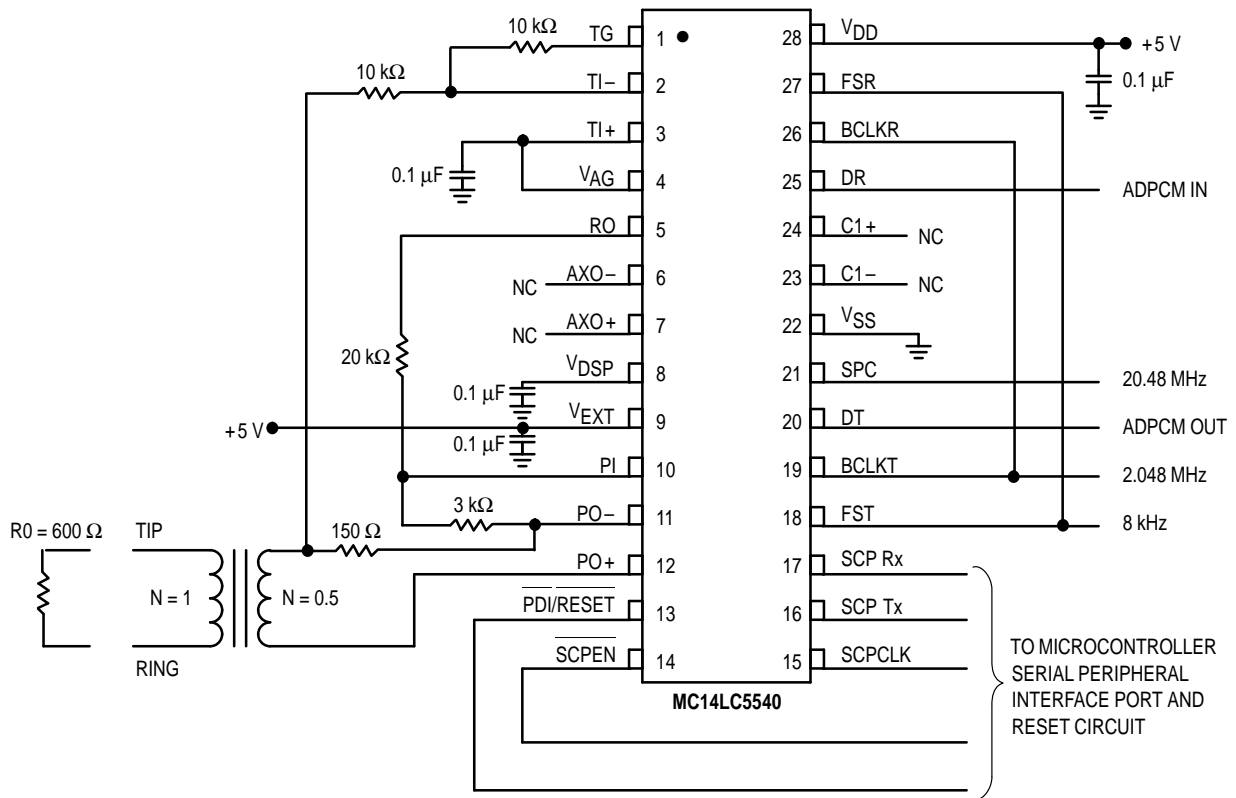 10 kΩ
TG
1
28
VDD
+5 V
10 kΩ
TI−
2
27
FSR
0.1 µF
TI+
3
26
BCLKR
0.1 µF
VAG
4
25
DR
ADPCM IN
RO
5
24
C1+
NC
NC
AXO−
6
23
C1−
NC
NC
AXO+
7
22
VSS
20 kΩ
VDSP
8
21
SPC
20.48 MHz
0.1 µF
+5 V
VEXT
9
20
DT
ADPCM OUT
0.1 µF
PI
10
19
BCLKT
2.048 MHz
3 kΩ
PO−
11
18
FST
8 kHz
R0 = 600 Ω
TIP
150 Ω
PO+
12
17
SCP Rx
N = 1
N = 0.5
PDI/RESET
13
16
SCP Tx
RING
SCPEN
14
15
SCPCLK
MC14LC5540
TO MICROCONTROLLER
SERIAL PERIPHERAL
INTERFACE PORT AND
RESET CIRCUIT